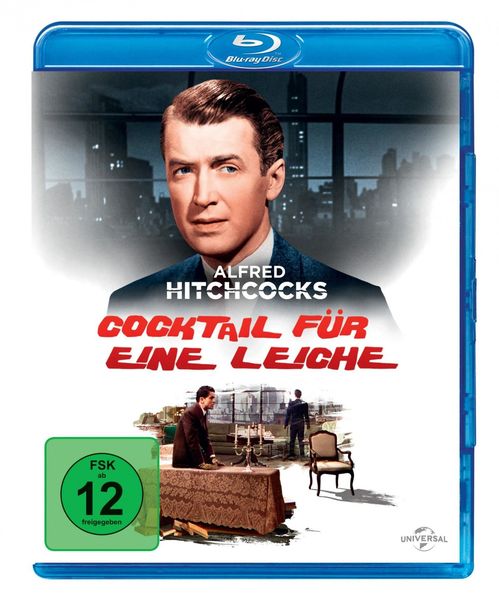 Blu-ray Disc
ALFRED
HITCHCOCKS
COCKTAIL FÜR
EINE LEICHE
FSK
ab
12
freigegeben
UNIVERSAL